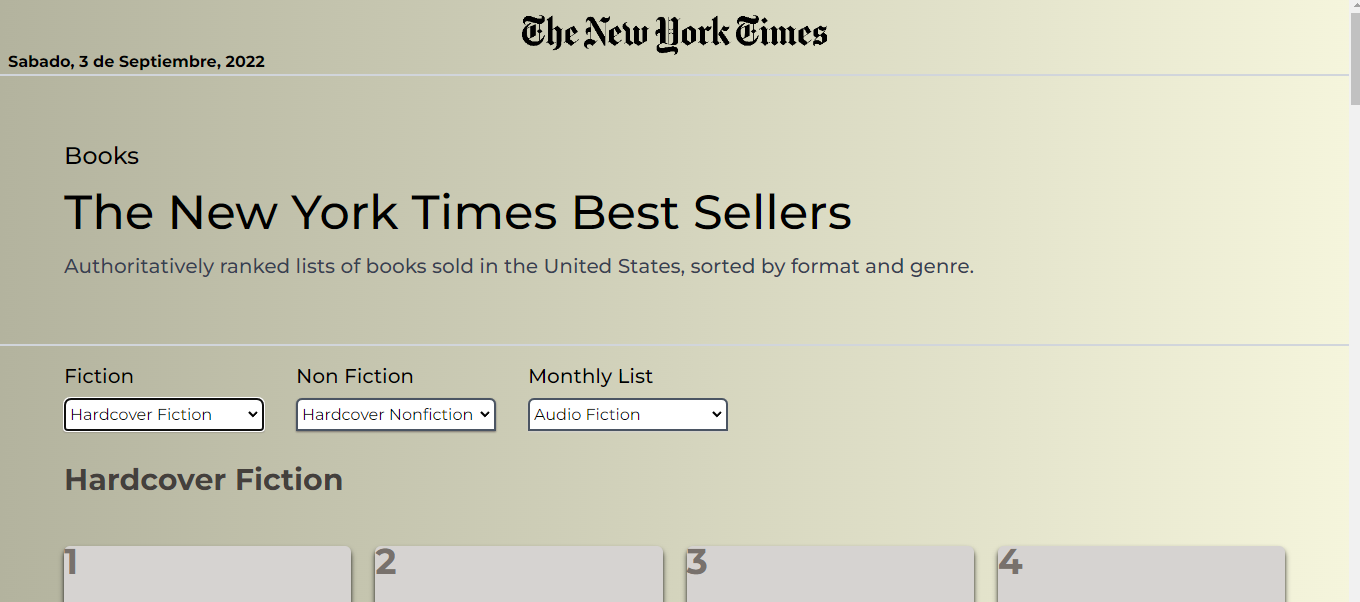 The New York Times
Sabado, 3 de Septiembre, 2022
Books
The New York Times Best Sellers
Authoritatively ranked lists of books sold in the United States, sorted by format and genre.
Fiction Non Fiction Monthly List
Hardcover Fiction Hardcover Nonfiction Audio Fiction
Hardcover Fiction
1 2 3 4